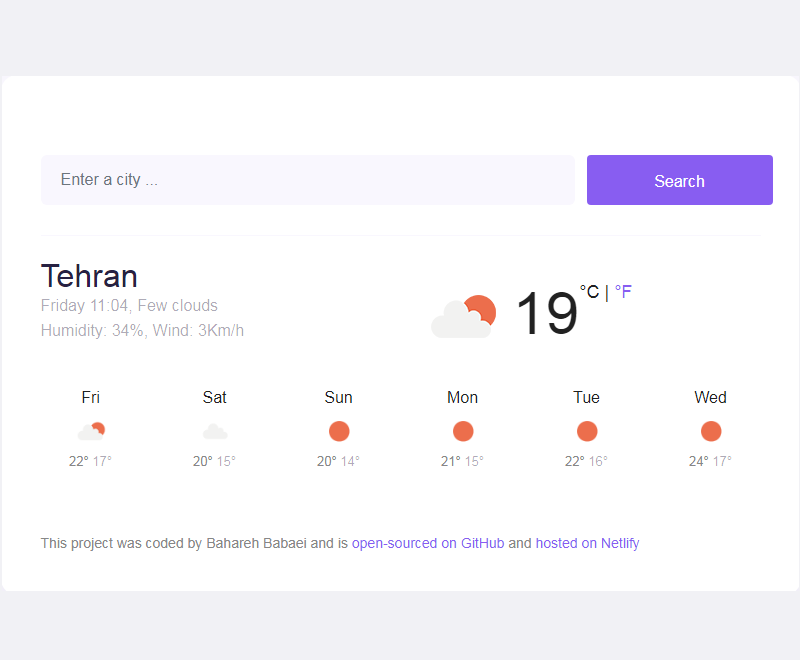 Enter a city ...
Search
Tehran
Friday 11:04, Few clouds
Humidity: 34%, Wind: 3Km/h
19°C | °F
Fri Sat Sun Mon Tue Wed
22° 17° 20° 15° 20° 14° 21° 15° 22° 16° 24° 17°
This project was coded by Bahareh Babaei and is open-sourced on GitHub and hosted on Netlify